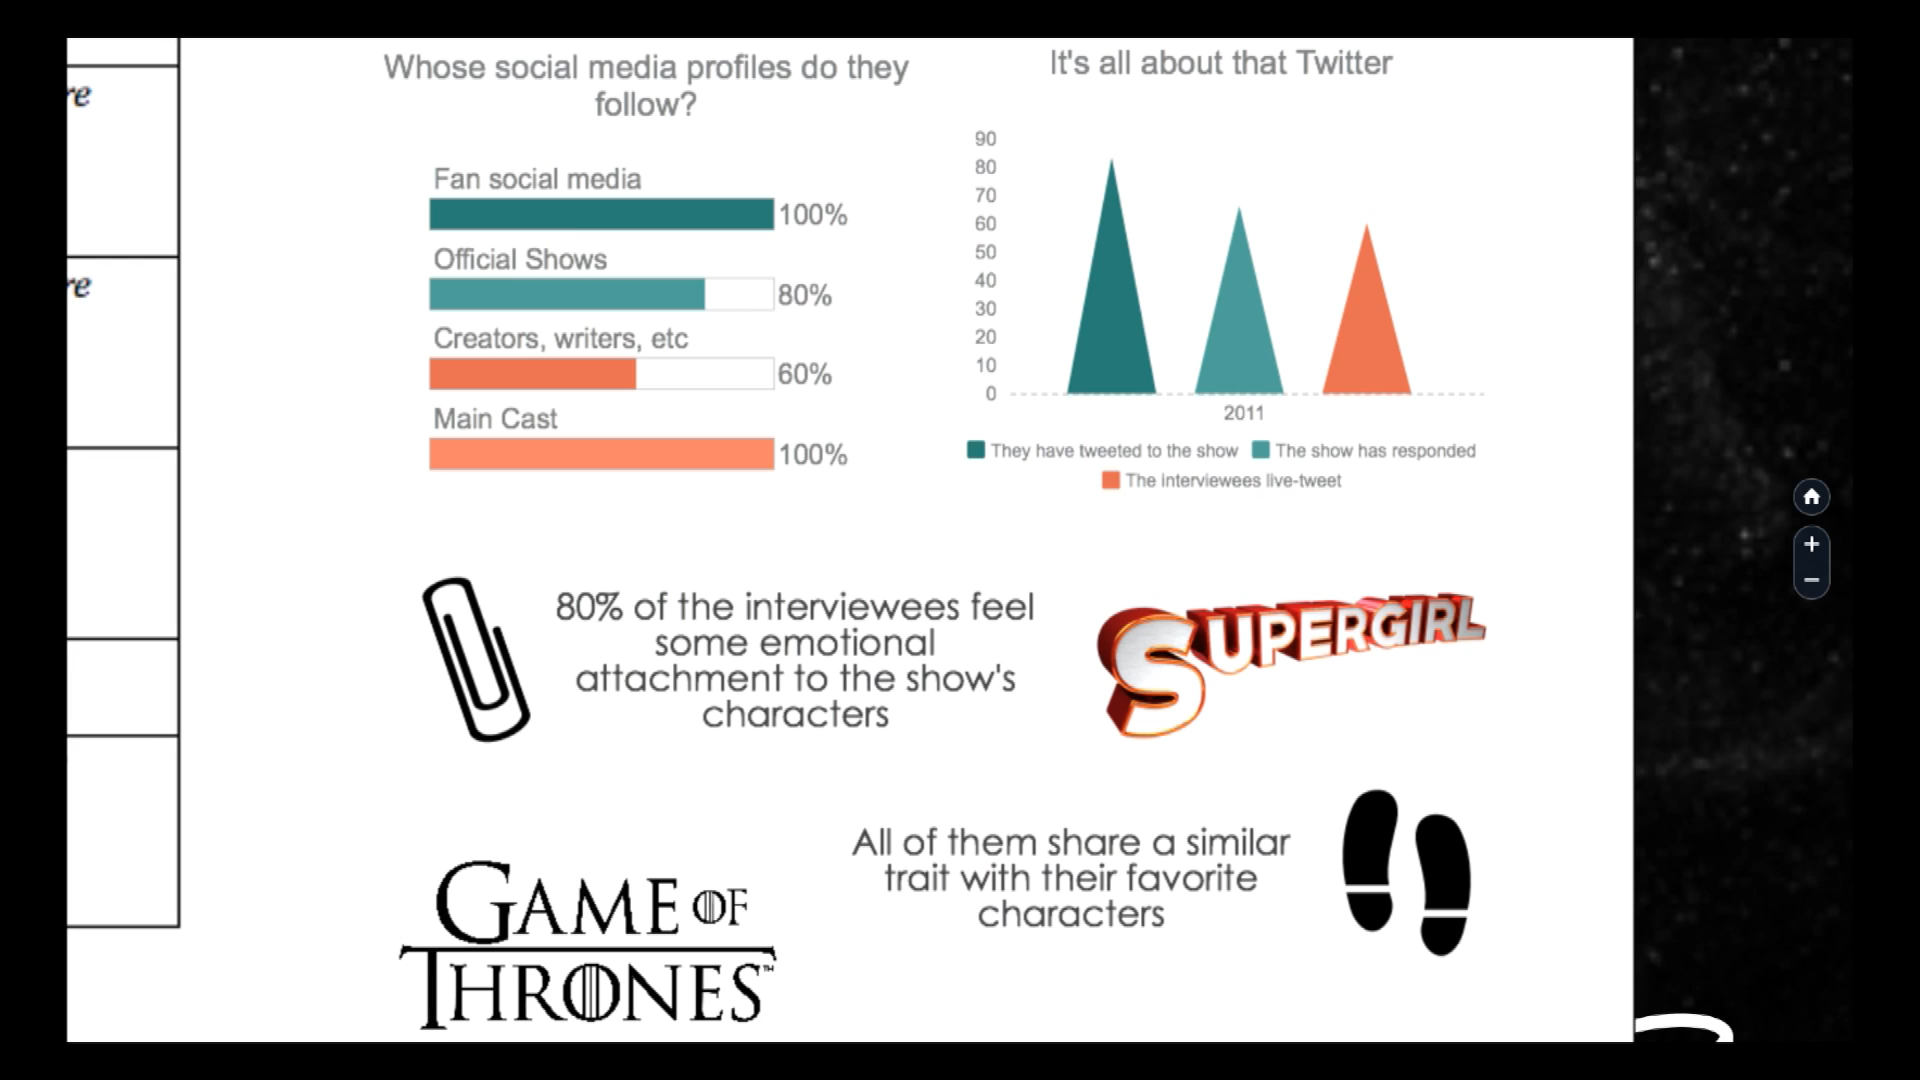 re
re
Whose social media profiles do they
follow?
Fan social media
100%
Official Shows
80%
Creators, writers, etc
60%
Main Cast
100%
It's all about that Twitter
90
80
70
60
50
40
30
20
10
0
2011
They have tweeted to the show The show has responded
The interviewees live-tweet
80% of the interviewees feel
some emotional
attachment to the show's
characters
SUPERGIRL
All of them share a similar
trait with their favorite
characters
GAME OF
THRONES™